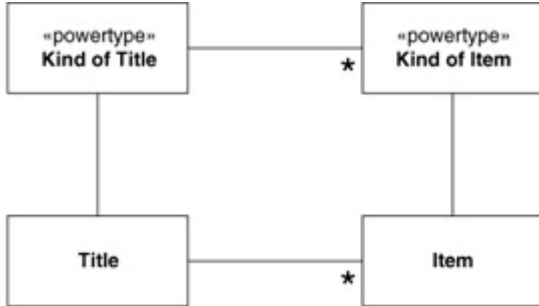 «powertype»
Kind of Title
«powertype»
Kind of Item
*
Title
Item
*